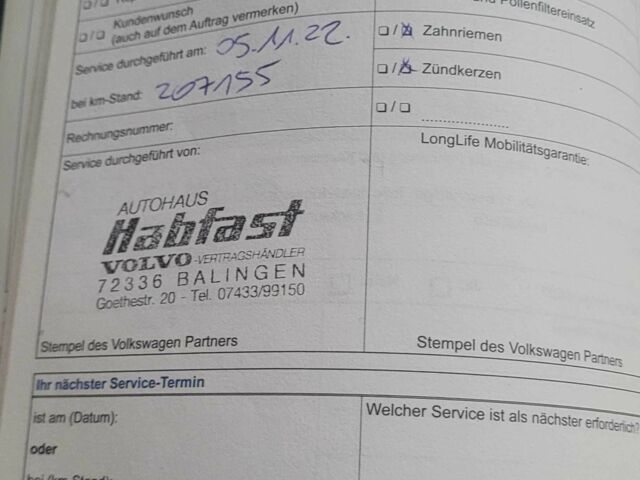 Pollenfiltereinsatz
❏ / ❏ Kundenwunsch
(auch auf dem Auftrag vermerken)
Service durchgeführt am: 05.11.22.
bei km-Stand: 207155
Rechnungsnummer:
Service durchgeführt von:
❏ / ❏ Zahnriemen
❏ / ❏ Zündkerzen
❏ / ❏ ....................
LongLife Mobilitätsgarantie:
AUTOHAUS
Habfast
VOLVO-VERTRAGSHÄNDLER
72336 BALINGEN
Goethestr. 20 - Tel. 07433/99150
Stempel des Volkswagen Partners
Stempel des Volkswagen Partners
Ihr nächster Service-Termin
ist am (Datum):
oder
Welcher Service ist als nächster erforderlich?